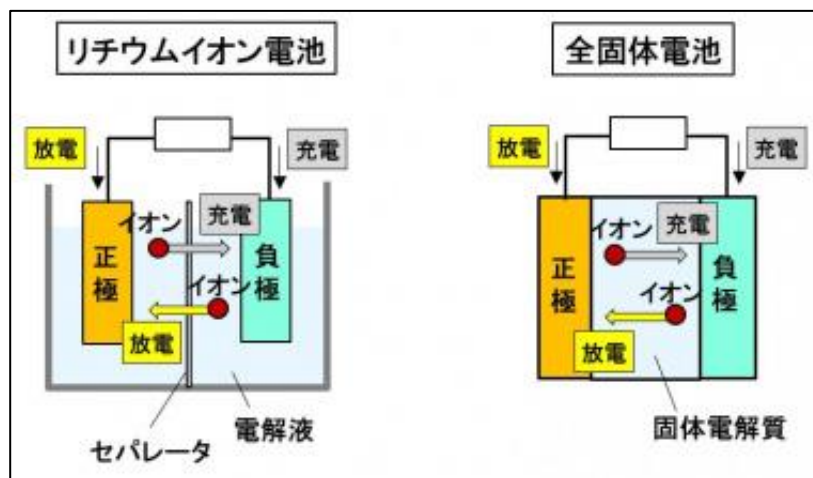 リチウムイオン電池
放電
充電
イオン
充電
正極
負極
イオン
放電
セパレータ
電解液
全固体電池
放電
充電
イオン
充電
正極
負極
イオン
放電
固体電解質